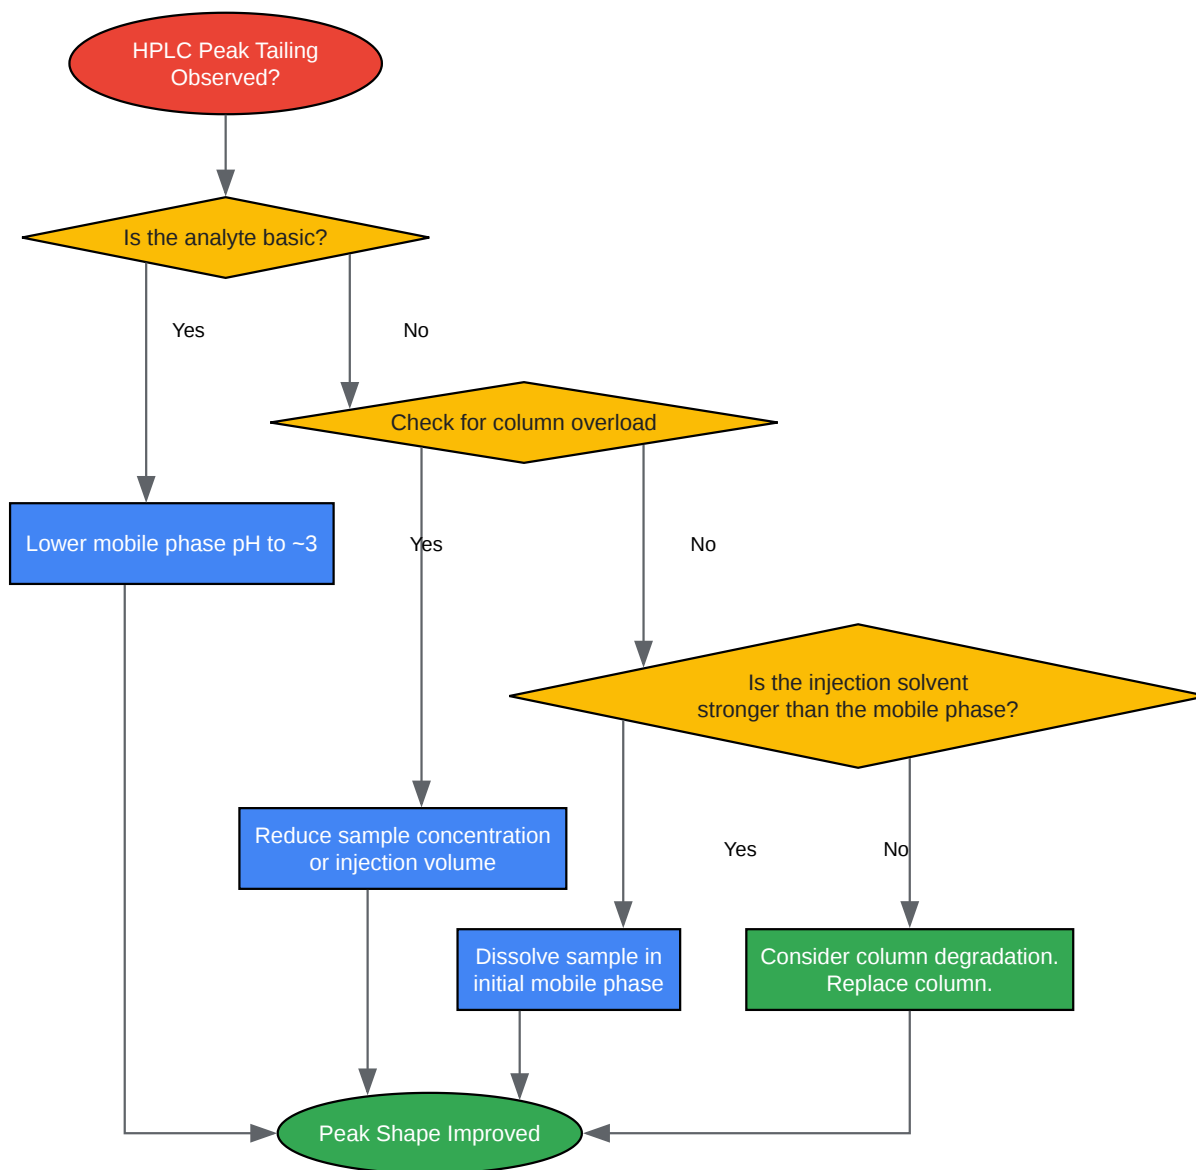 HPLC Peak Tailing
Observed?
Is the analyte basic?
Yes
No
Check for column overload
Lower mobile phase pH to ~3
Yes
No
Is the injection solvent
stronger than the mobile phase?
Reduce sample concentration
or injection volume
Yes
No
Dissolve sample in
initial mobile phase
Consider column degradation.
Replace column.
Peak Shape Improved